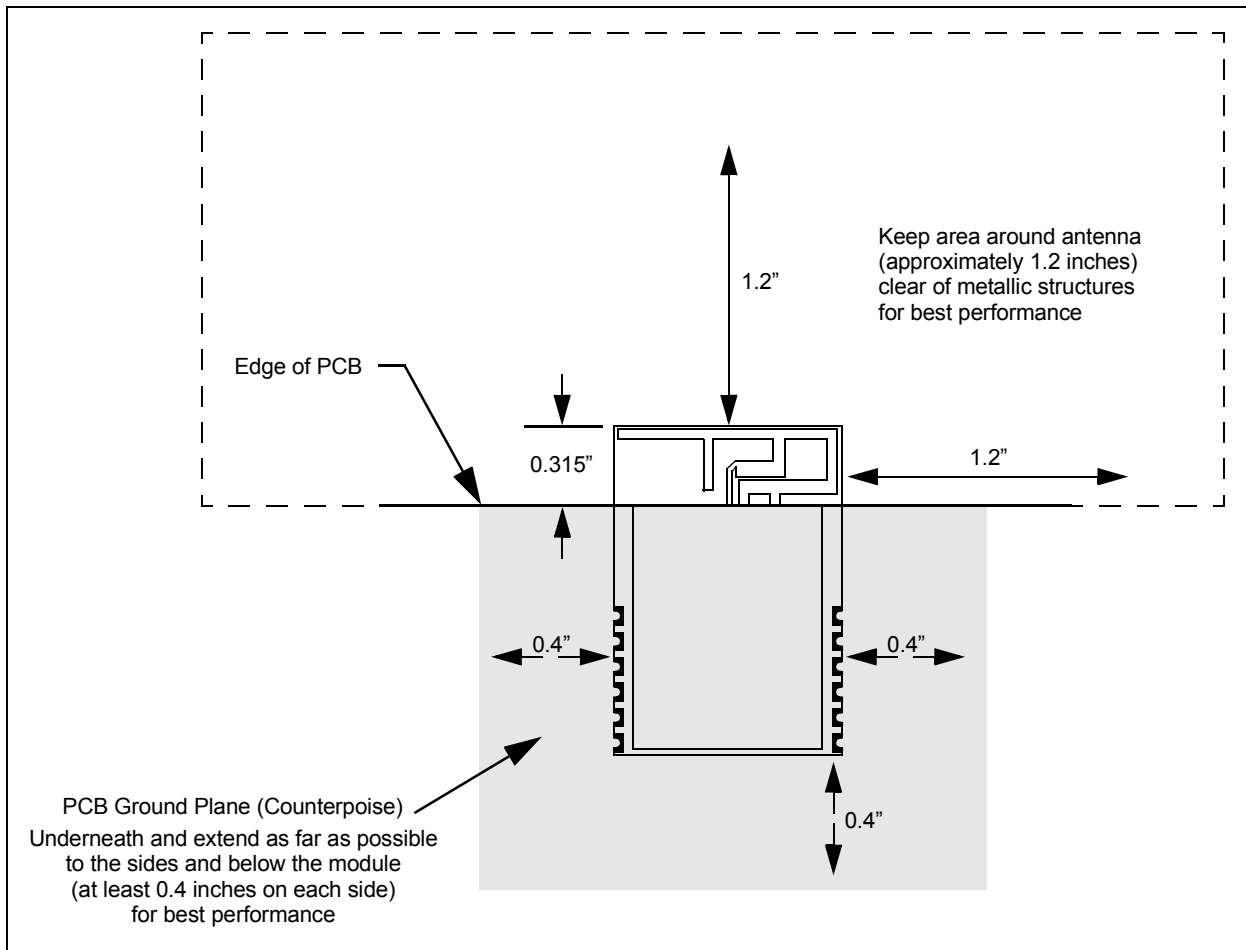 1.2”
Keep area around antenna
(approximately 1.2 inches)
clear of metallic structures
for best performance
Edge of PCB
0.315”
1.2”
0.4”
0.4”
PCB Ground Plane (Counterpoise)
Underneath and extend as far as possible
to the sides and below the module
(at least 0.4 inches on each side)
for best performance
0.4”